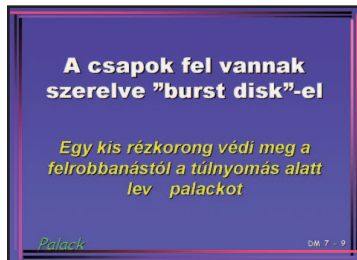 A csapok fel vannak
szerelve ”burst disk”-el
Egy kis rézkorong védi meg a
felrobbanástól a túlnyomás alatt
lev palackot
Palack
DM 7 - 9